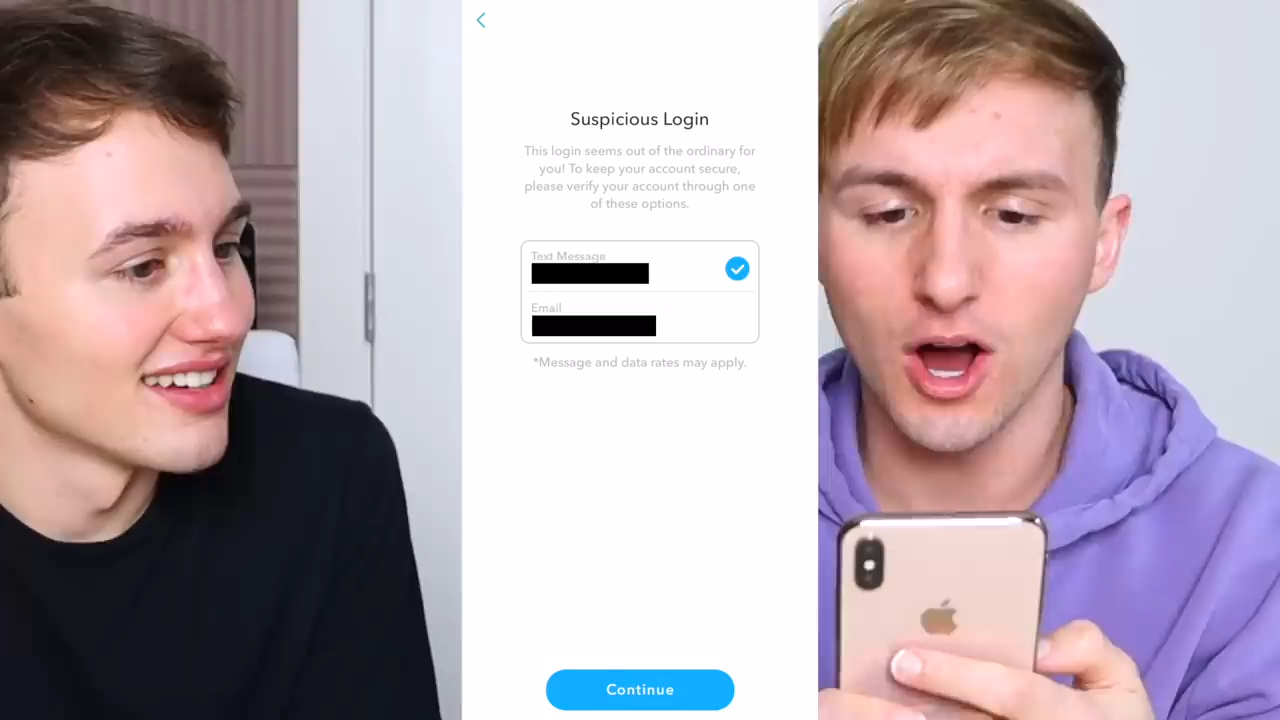 Suspicious Login
This login seems out of the ordinary for
you! To keep your account secure,
please verify your account through one
of these options.
Text Message
Email
*Message and data rates may apply.
Continue